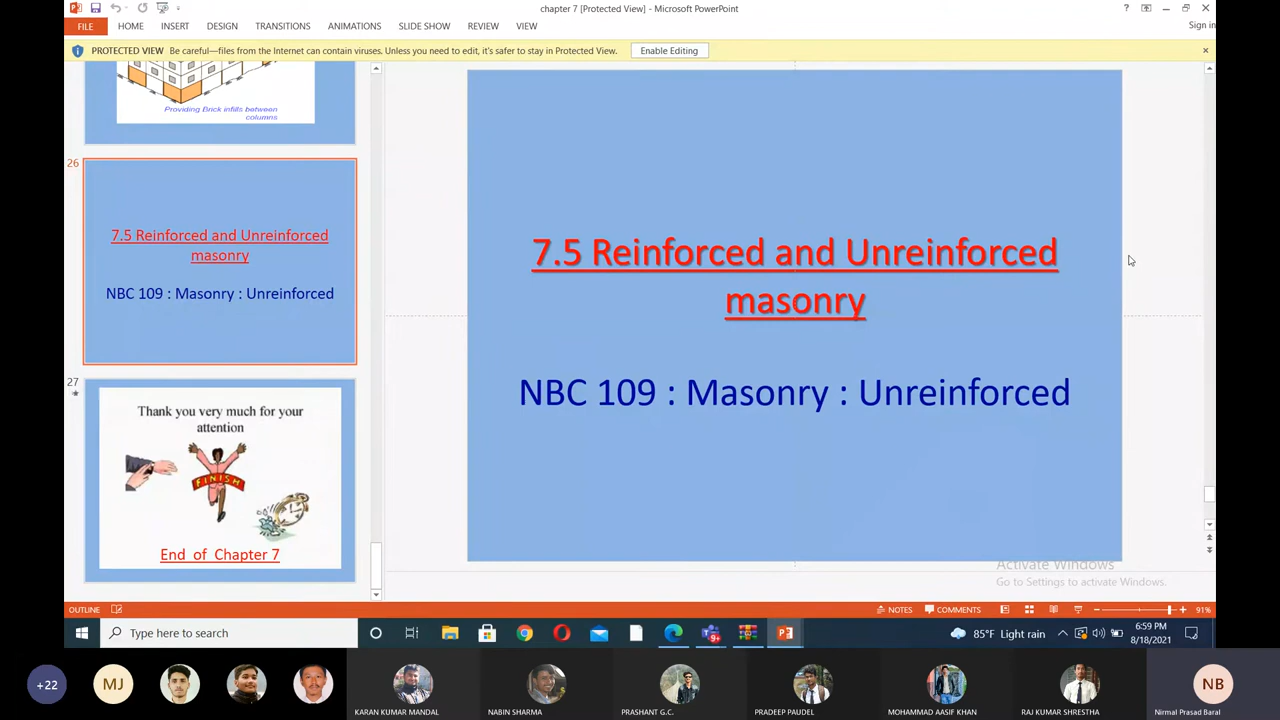 chapter 7 [Protected View] - Microsoft PowerPoint
?
Sign in
FILE HOME INSERT DESIGN TRANSITIONS ANIMATIONS SLIDE SHOW REVIEW VIEW
PROTECTED VIEW Be careful—files from the Internet can contain viruses. Unless you need to edit, it's safer to stay in Protected View. Enable Editing
Providing Brick infills between
columns
26
7.5 Reinforced and Unreinforced
masonry
NBC 109 : Masonry : Unreinforced
27
Thank you very much for your
attention
FINISH
End of Chapter 7
7.5 Reinforced and Unreinforced
masonry
NBC 109 : Masonry : Unreinforced
Activate Windows
Go to Settings to activate Windows.
OUTLINE NOTES COMMENTS 91%
Type here to search
9+
85°F Light rain
6:59 PM
8/18/2021
+22
MJ
KARAN KUMAR MANDAL
NABIN SHARMA
PRASHANT G.C.
PRADEEP PAUDEL
MOHAMMAD AASIF KHAN
RAJ KUMAR SHRESTHA
NB
Nirmal Prasad Baral